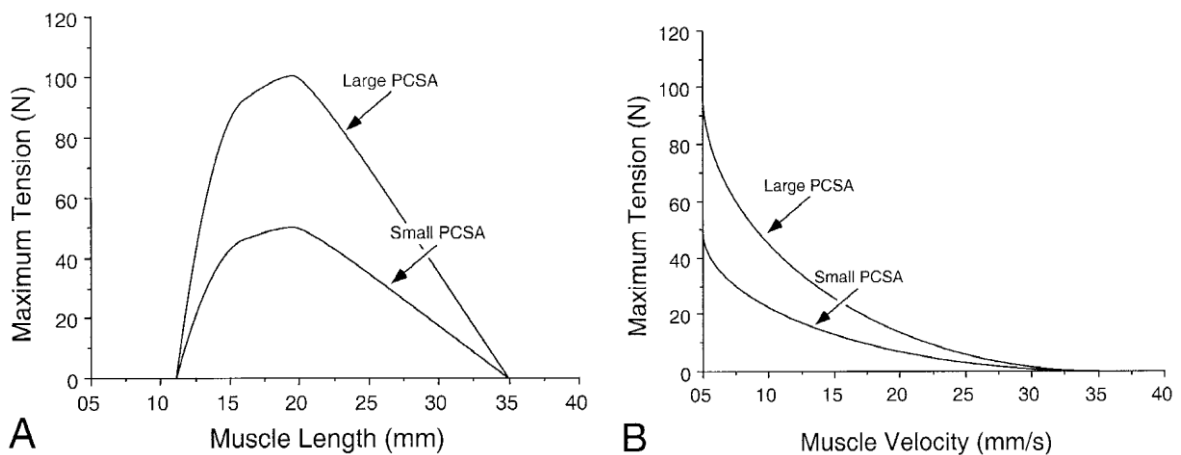 120
100
80
60
40
20
0
Maximum Tension (N)
Large PCSA
Small PCSA
05 10 15 20 25 30 35 40
Muscle Length (mm)
A
120
100
80
60
40
20
0
Maximum Tension (N)
Large PCSA
Small PCSA
05 10 15 20 25 30 35 40
Muscle Velocity (mm/s)
B